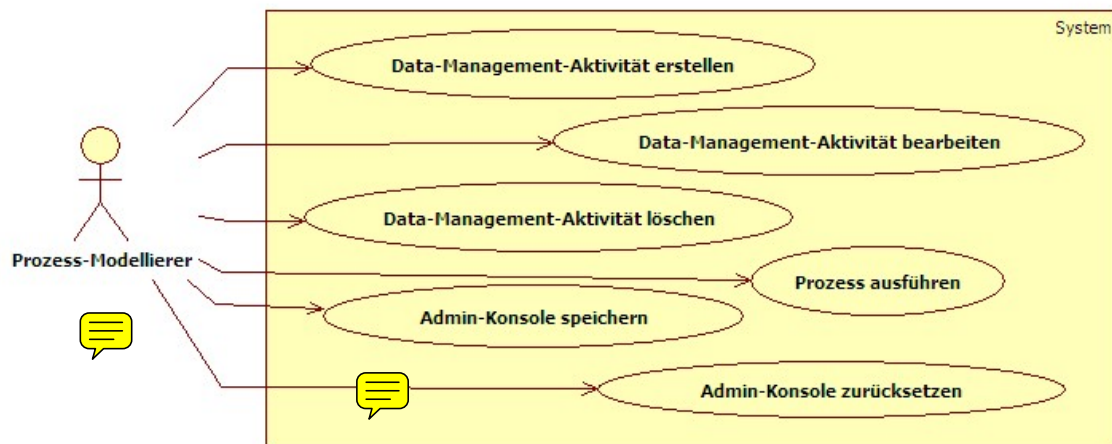 System
Data-Management-Aktivität erstellen
Data-Management-Aktivität bearbeiten
Data-Management-Aktivität löschen
Prozess-Modellierer
Prozess ausführen
Admin-Konsole speichern
Admin-Konsole zurücksetzen